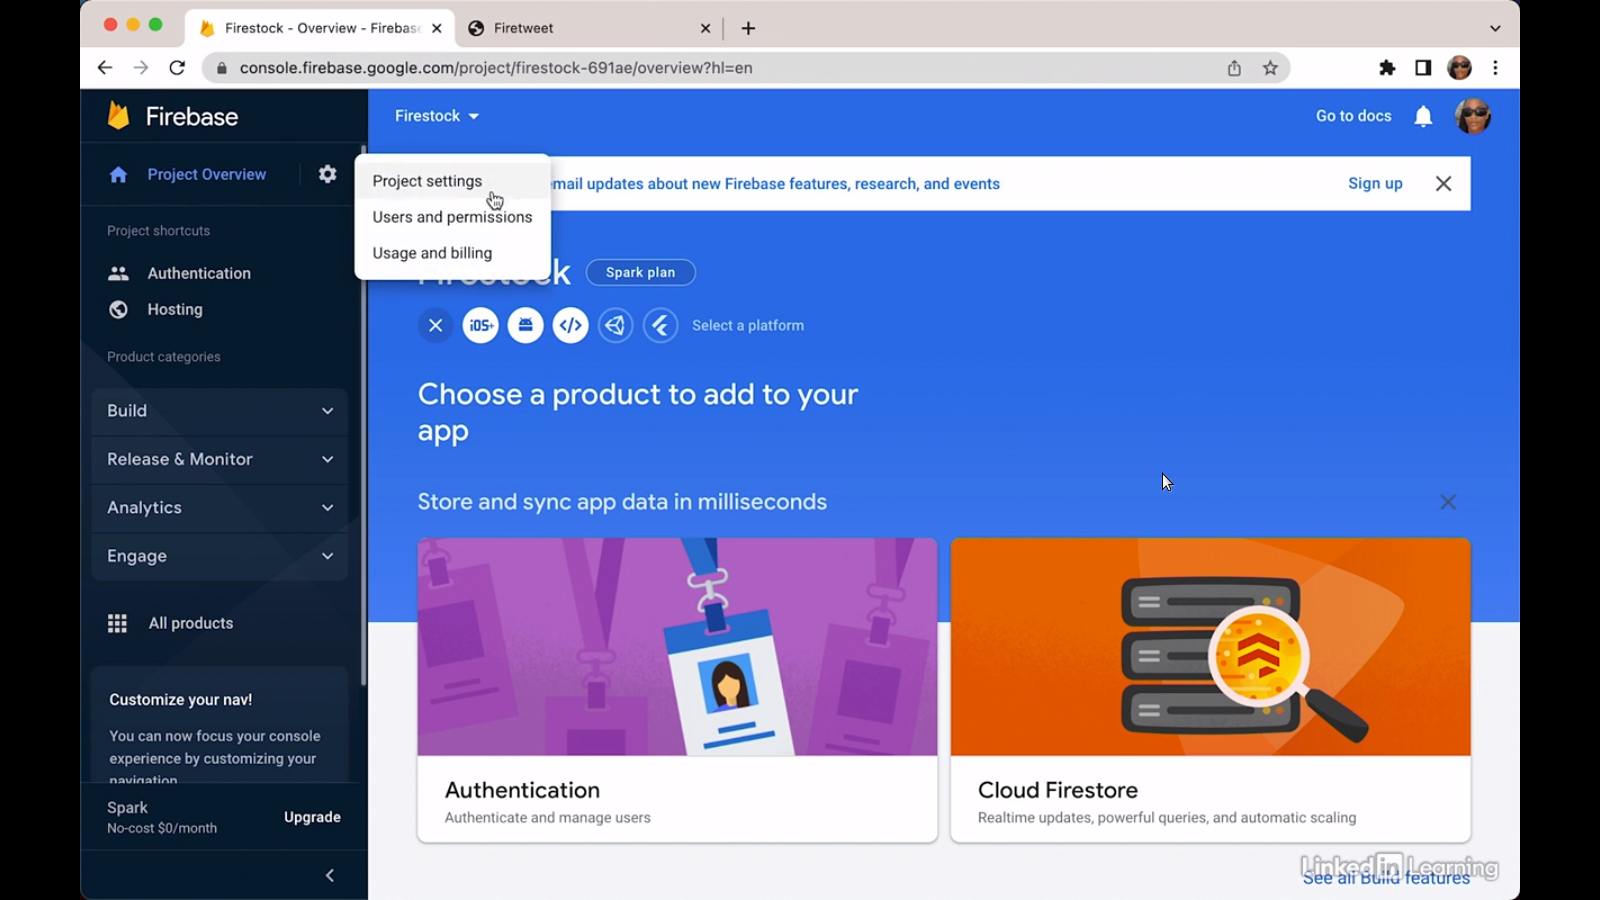 Firestock - Overview - Firebase
Firetweet
console.firebase.google.com/project/firestock-691ae/overview?hl=en
Firebase
Firestock
Go to docs
Project Overview
Project settings
Users and permissions
Usage and billing
email updates about new Firebase features, research, and events
Sign up
Project shortcuts
Authentication
Hosting
Product categories
Build
Release & Monitor
Analytics
Engage
All products
Customize your nav!
You can now focus your console
experience by customizing your
navigation
Spark
No-cost $0/month
Upgrade
Firestock
Spark plan
iOS+
Select a platform
Choose a product to add to your
app
Store and sync app data in milliseconds
Authentication
Authenticate and manage users
Cloud Firestore
Realtime updates, powerful queries, and automatic scaling
LinkedIn Learning
See all Build features